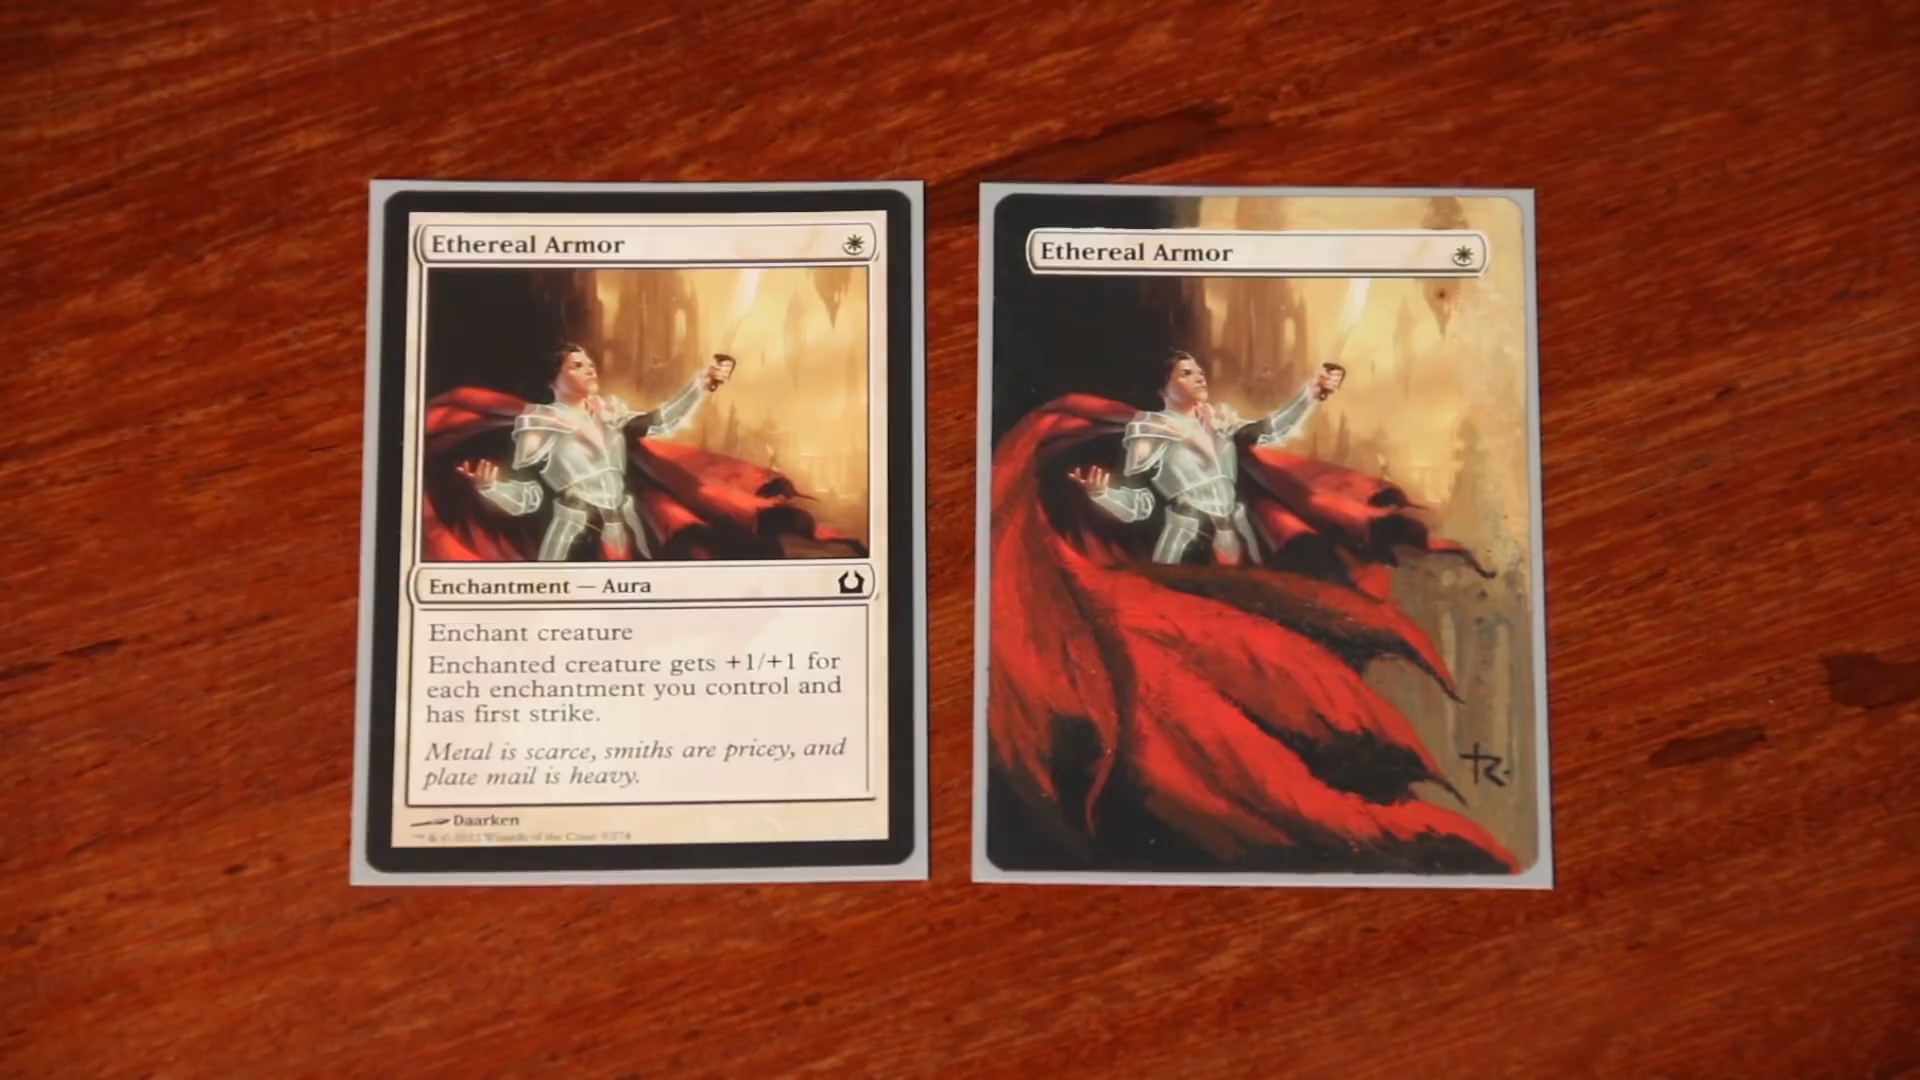 Ethereal Armor
Enchantment — Aura
Enchant creature
Enchanted creature gets +1/+1 for
each enchantment you control and
has first strike.
Metal is scarce, smiths are pricey, and
plate mail is heavy.
Daarken
Ethereal Armor